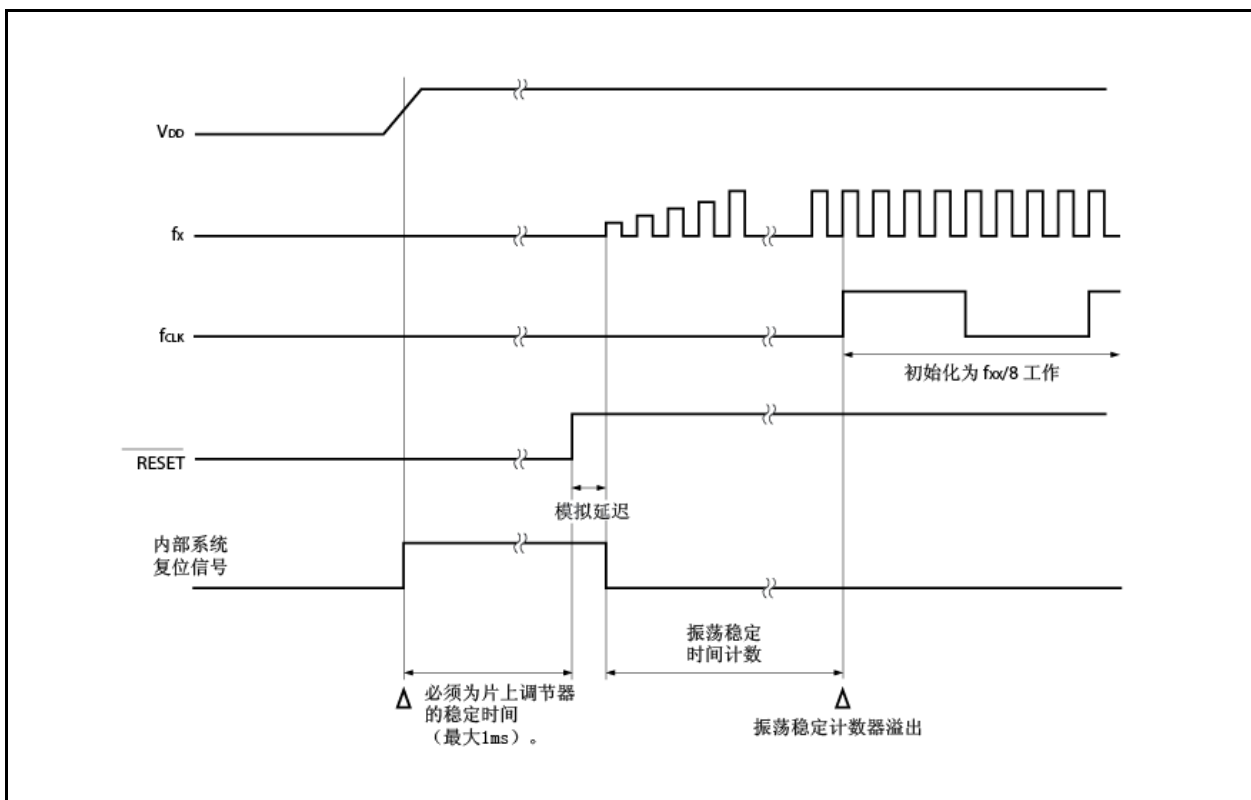 VDD
fX
fCLK
初始化为 fxx/8 工作
RESET
模拟延迟
内部系统
复位信号
振荡稳定
时间计数
必须为片上调节器
的稳定时间
（最大1ms）。
振荡稳定计数器溢出